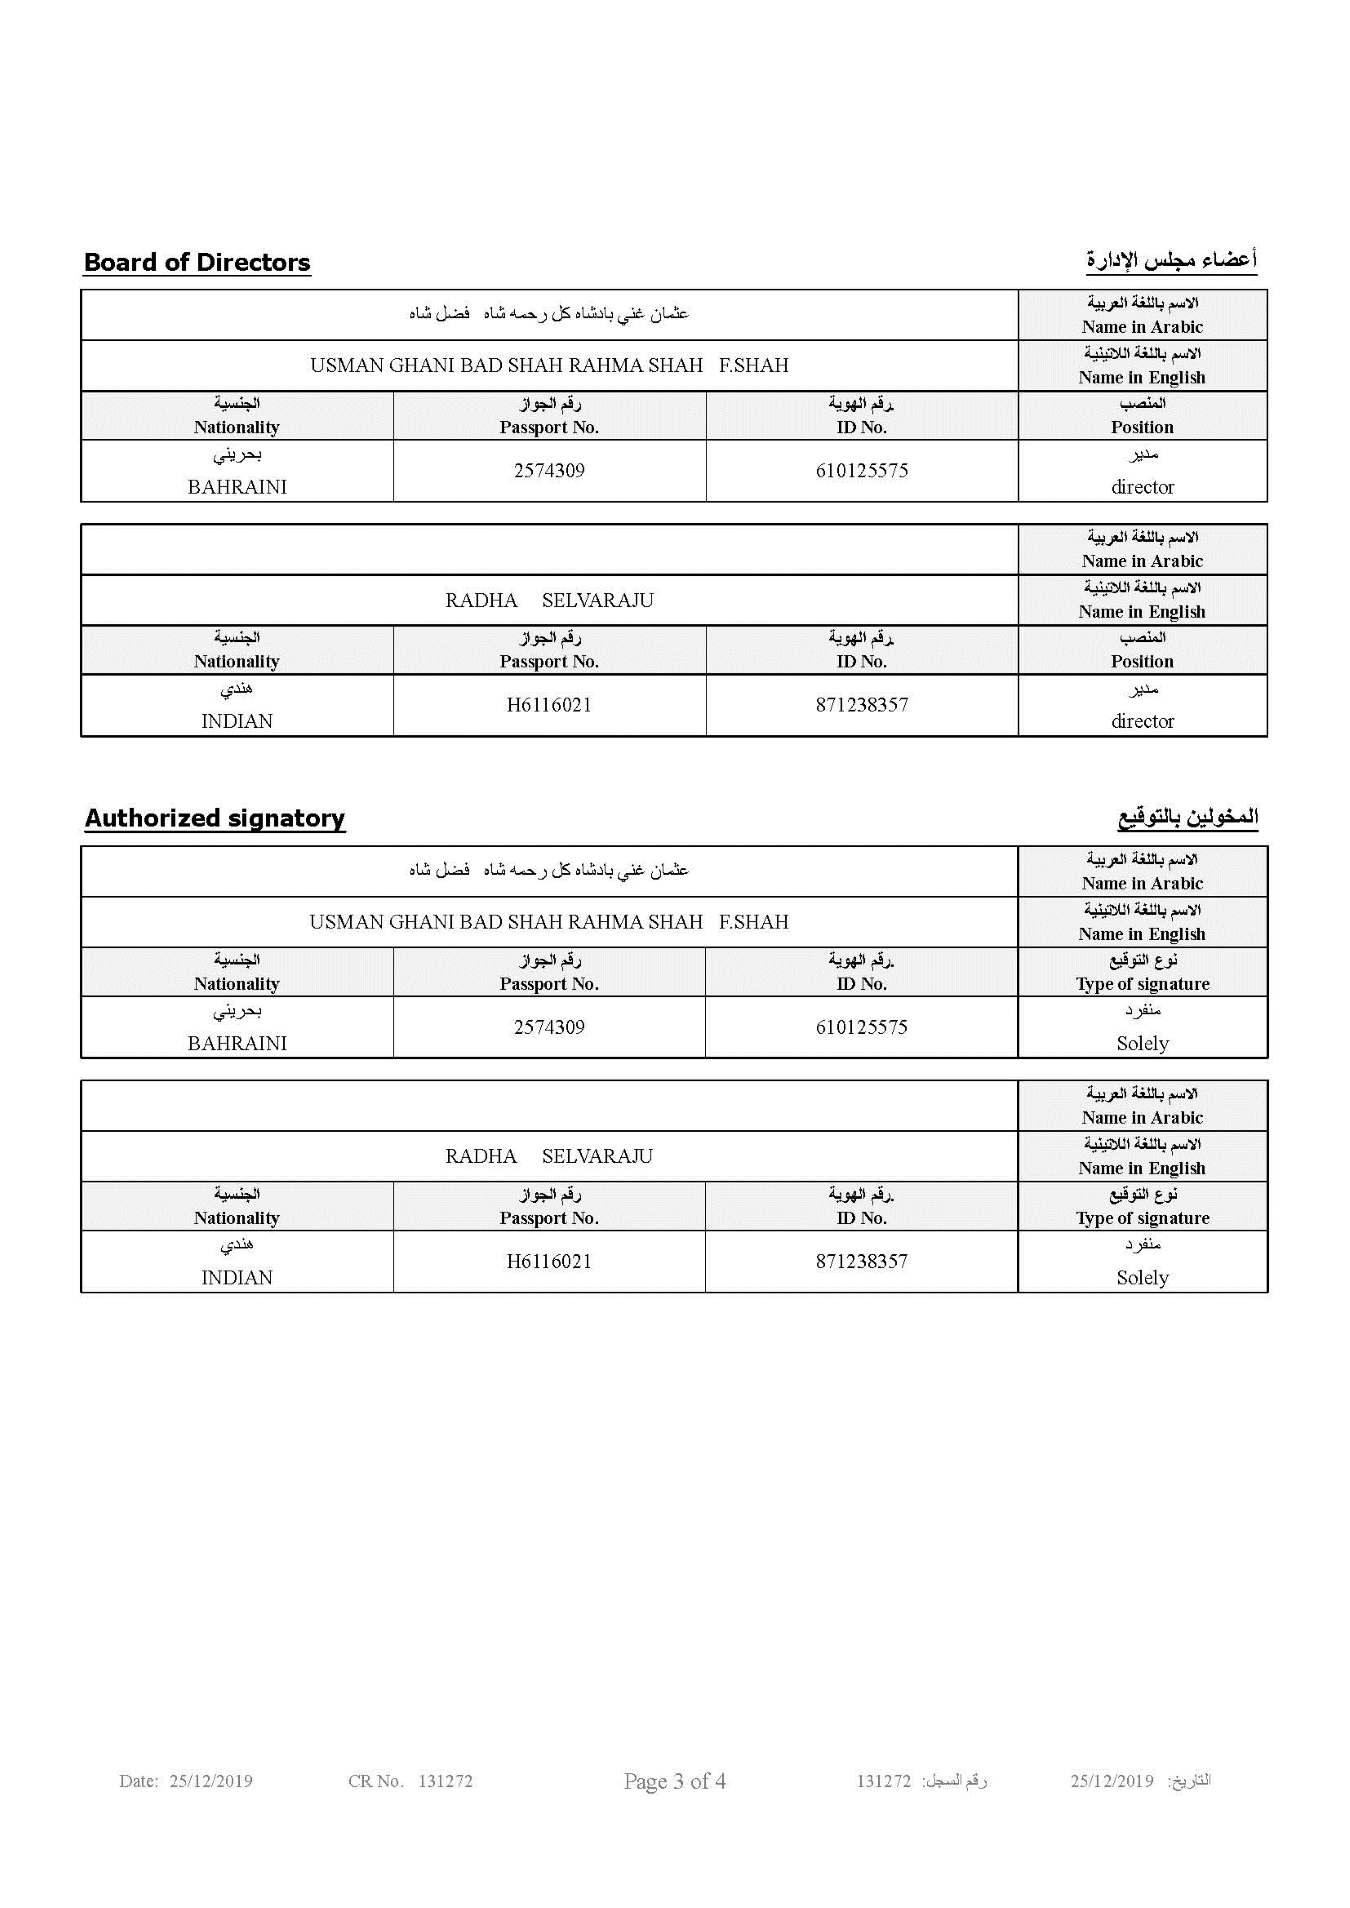 Board of Directors أعضاء مجلس الإدارة
عثمان غني بادشاه كل رحمه شاه فضل شاه الاسم باللغة العربية
Name in Arabic
USMAN GHANI BAD SHAH RAHMA SHAH F.SHAH الاسم باللغة اللاتينية
Name in English
الجنسية رقم الجواز رقم الهوية. المنصب
Nationality Passport No. ID No. Position
بحريني 2574309 610125575 مدير
BAHRAINI director
الاسم باللغة العربية
Name in Arabic
RADHA SELVARAJU الاسم باللغة اللاتينية
Name in English
الجنسية رقم الجواز رقم الهوية. المنصب
Nationality Passport No. ID No. Position
هندي H6116021 871238357 مدير
INDIAN director
Authorized signatory المخولين بالتوقيع
عثمان غني بادشاه كل رحمه شاه فضل شاه الاسم باللغة العربية
Name in Arabic
USMAN GHANI BAD SHAH RAHMA SHAH F.SHAH الاسم باللغة اللاتينية
Name in English
الجنسية رقم الجواز رقم الهوية. نوع التوقيع
Nationality Passport No. ID No. Type of signature
بحريني 2574309 610125575 منفرد
BAHRAINI Solely
الاسم باللغة العربية
Name in Arabic
RADHA SELVARAJU الاسم باللغة اللاتينية
Name in English
الجنسية رقم الجواز رقم الهوية. نوع التوقيع
Nationality Passport No. ID No. Type of signature
هندي H6116021 871238357 منفرد
INDIAN Solely
Date: 25/12/2019 CR No. 131272 Page 3 of 4 رقم السجل: 131272 التاريخ: 25/12/2019